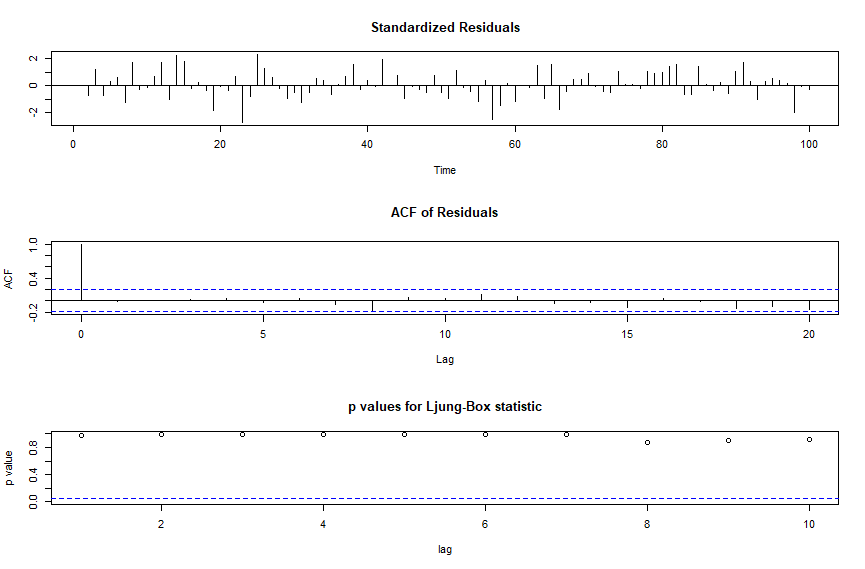 Standardized Residuals
2
0
-2
0 20 40 60 80 100
Time
ACF of Residuals
1.0
0.4
-0.2
ACF
0 5 10 15 20
Lag
p values for Ljung-Box statistic
0.8
0.4
0.0
p value
2 4 6 8 10
lag